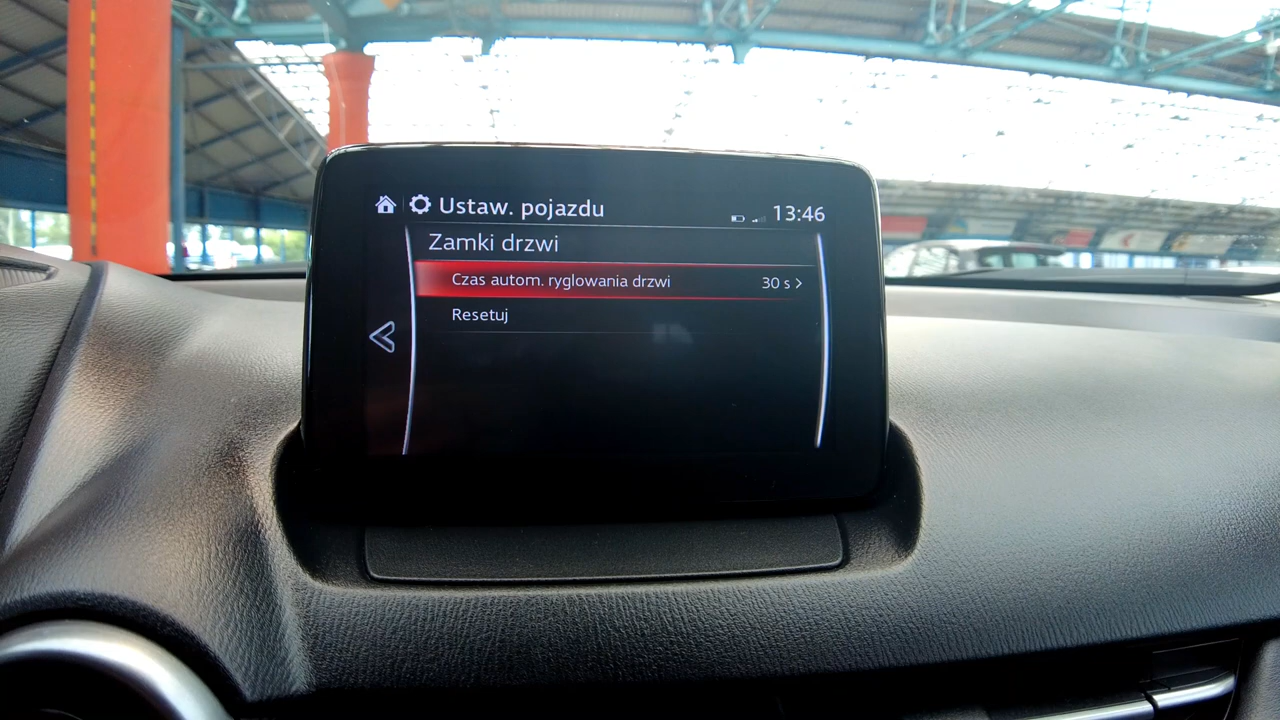 Ustaw. pojazdu 13:46
Zamki drzwi
Czas autom. ryglowania drzwi 30 s
Resetuj